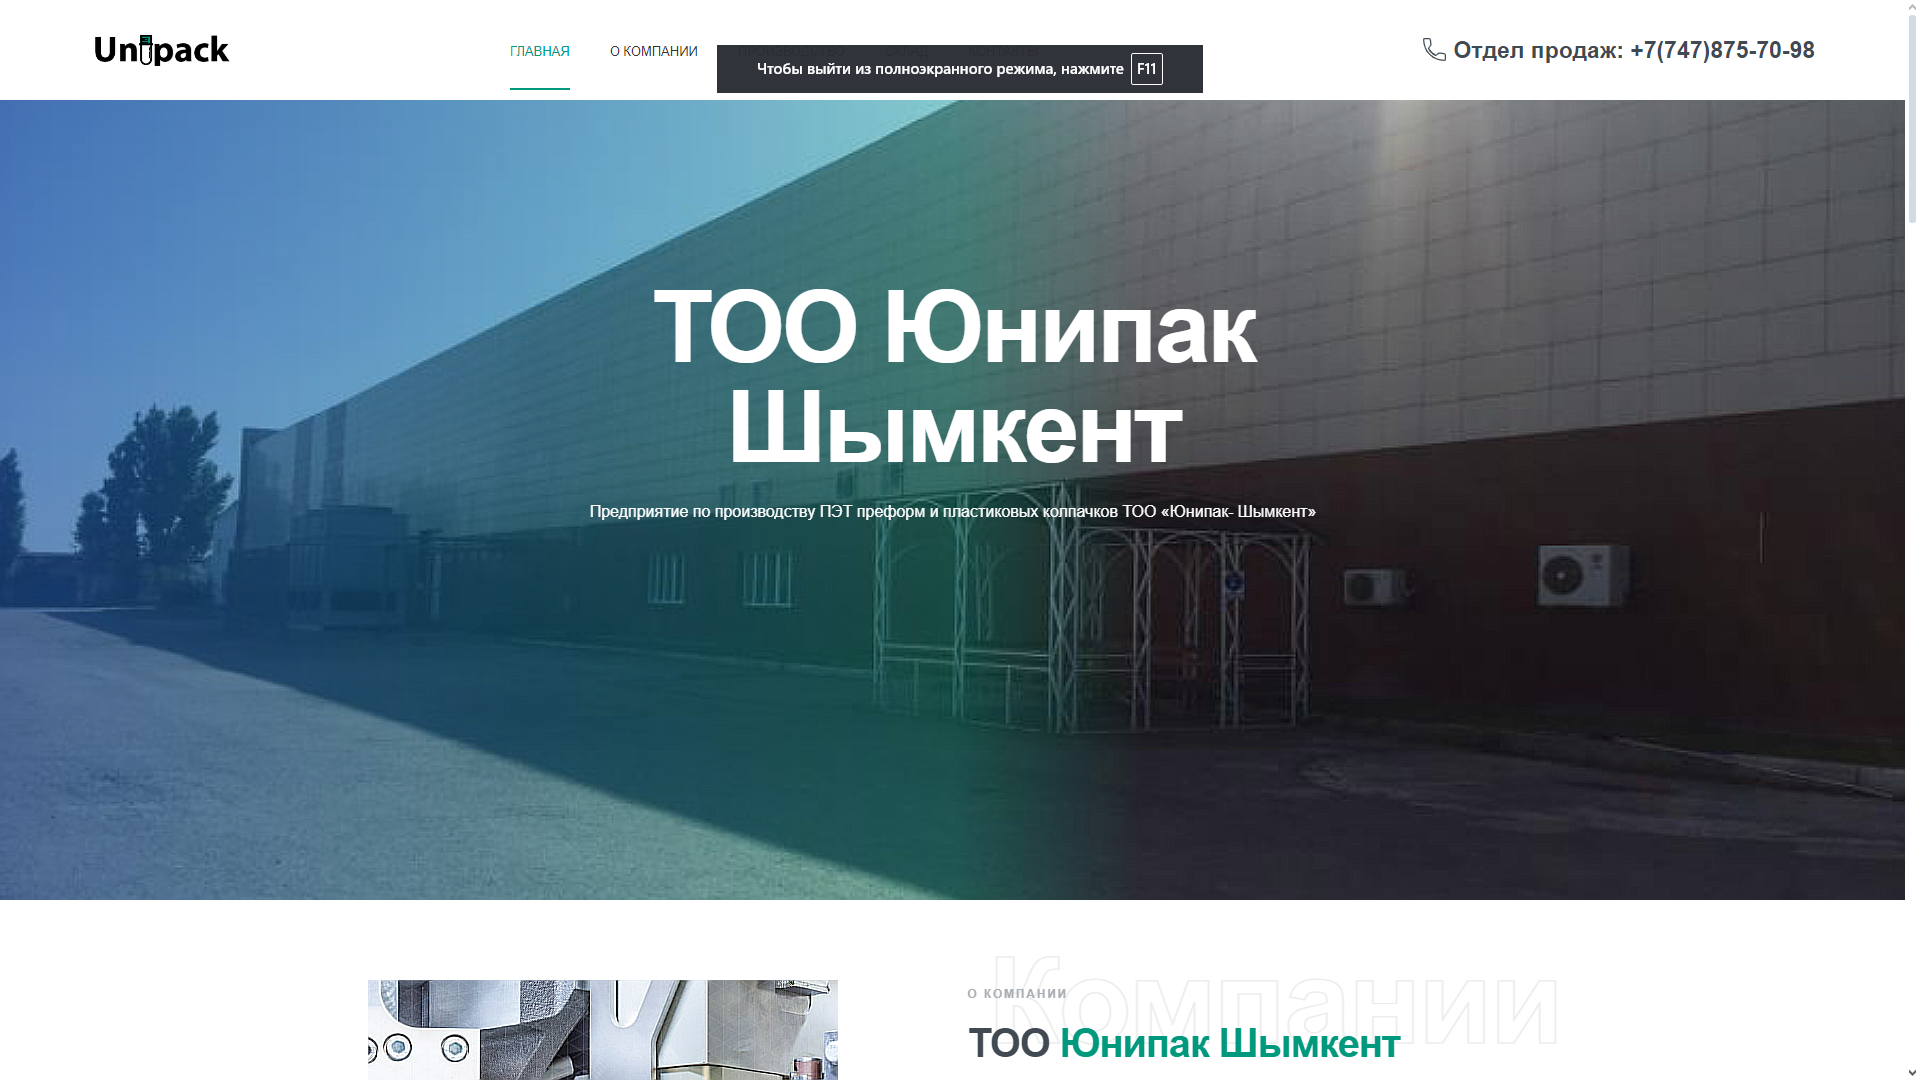 Unipack
ГЛАВНАЯ
О КОМПАНИИ
Чтобы выйти из полноэкранного режима, нажмите F11
Отдел продаж: +7(747)875-70-98
ТОО Юнипак
Шымкент
Предприятие по производству ПЭТ преформ и пластиковых колпачков ТОО «Юнипак- Шымкент»
Компании
О КОМПАНИИ
ТОО Юнипак Шымкент